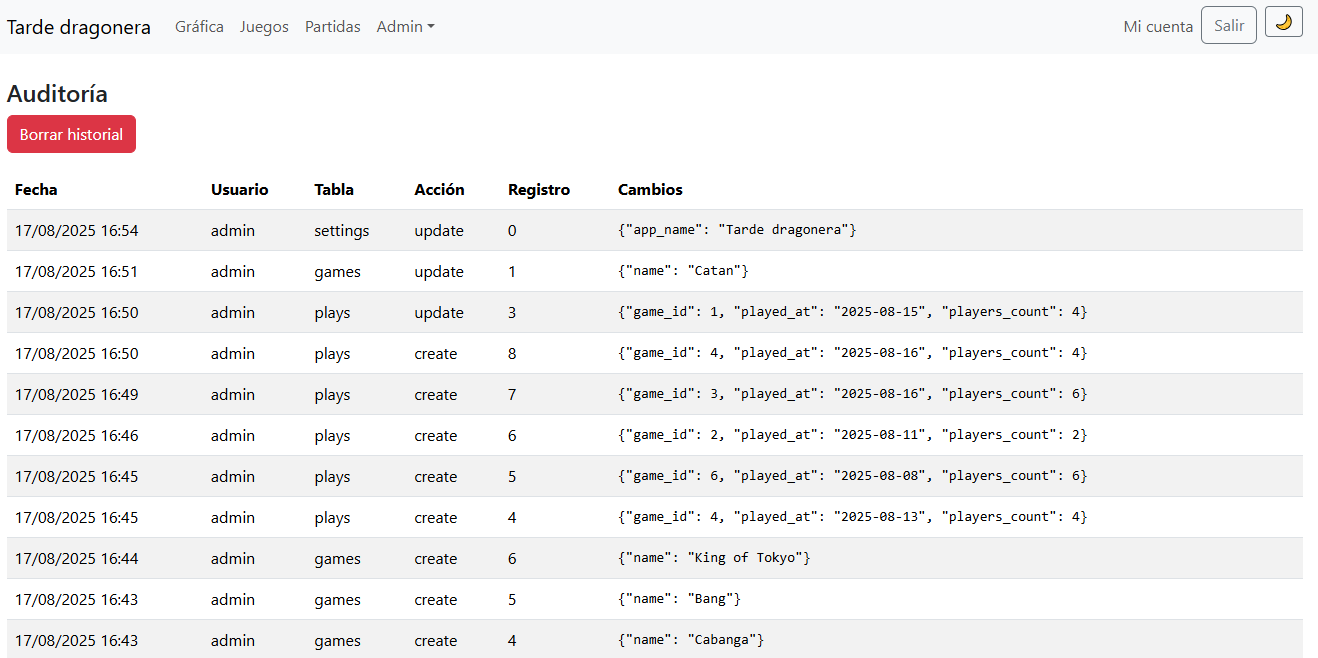 Tarde dragonera Gráfica Juegos Partidas Admin Mi cuenta Salir
Auditoría
Borrar historial
Fecha Usuario Tabla Acción Registro Cambios
17/08/2025 16:54 admin settings update 0 {"app_name": "Tarde dragonera"}
17/08/2025 16:51 admin games update 1 {"name": "Catan"}
17/08/2025 16:50 admin plays update 3 {"game_id": 1, "played_at": "2025-08-15", "players_count": 4}
17/08/2025 16:50 admin plays create 8 {"game_id": 4, "played_at": "2025-08-16", "players_count": 4}
17/08/2025 16:49 admin plays create 7 {"game_id": 3, "played_at": "2025-08-16", "players_count": 6}
17/08/2025 16:46 admin plays create 6 {"game_id": 2, "played_at": "2025-08-11", "players_count": 2}
17/08/2025 16:45 admin plays create 5 {"game_id": 6, "played_at": "2025-08-08", "players_count": 6}
17/08/2025 16:45 admin plays create 4 {"game_id": 4, "played_at": "2025-08-13", "players_count": 4}
17/08/2025 16:44 admin games create 6 {"name": "King of Tokyo"}
17/08/2025 16:43 admin games create 5 {"name": "Bang"}
17/08/2025 16:43 admin games create 4 {"name": "Cabanga"}